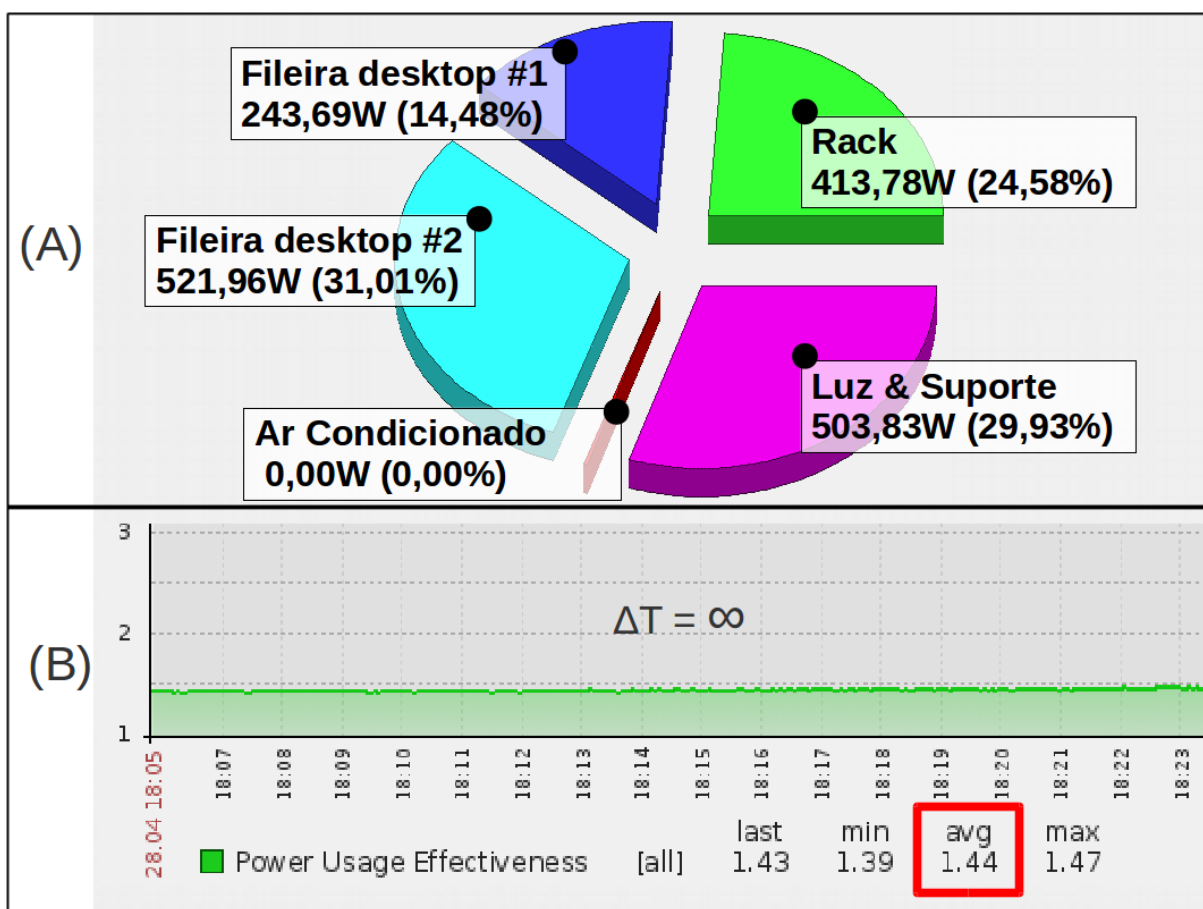 (A)
Fileira desktop #1
243,69W (14,48%)
Rack
413,78W (24,58%)
Fileira desktop #2
521,96W (31,01%)
Luz & Suporte
503,83W (29,93%)
Ar Condicionado
0,00W (0,00%)
(B)
3
2
1
ΔT = ∞
28.04 18:05
18:07
18:08
18:09
18:10
18:11
18:12
18:13
18:14
18:15
18:16
18:17
18:18
18:19
18:20
18:21
18:22
18:23
last min avg max
Power Usage Effectiveness [all] 1.43 1.39 1.44 1.47